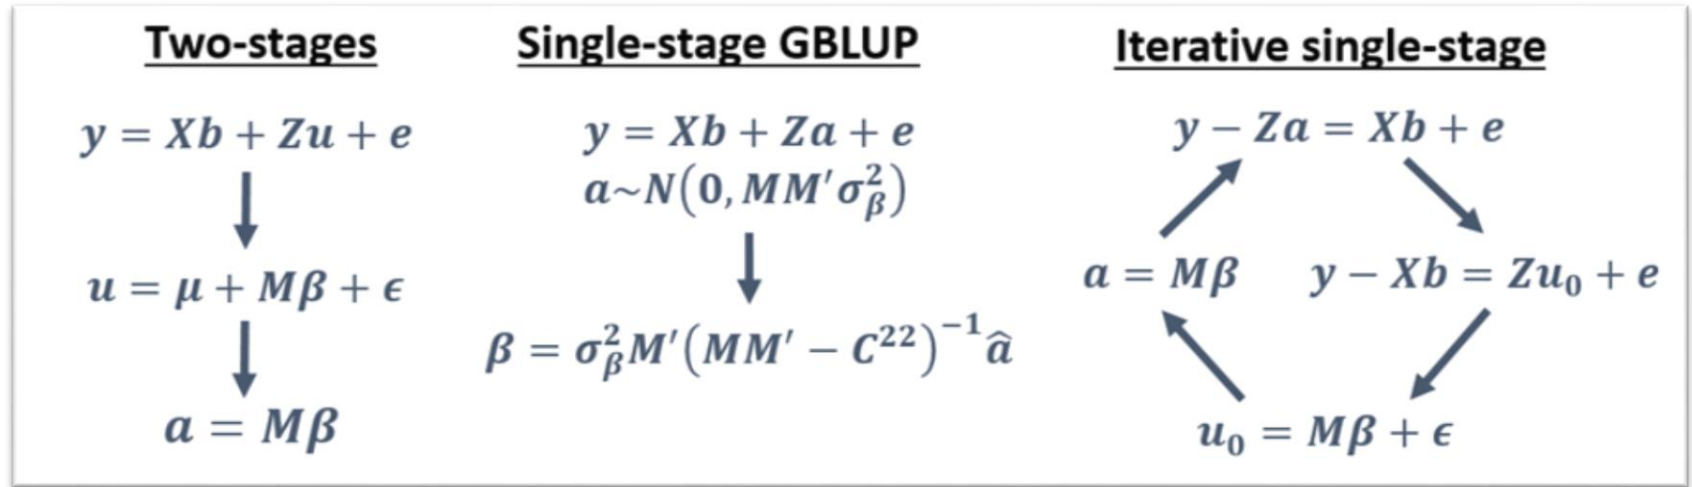 Two-stages
y = Xb + Zu + e
u = μ + Mβ + ϵ
a = Mβ
Single-stage GBLUP
y = Xb + Za + e
a~N(0, MM′σ²_β)
β = σ²_β M′(MM′ − C²²)⁻¹â
Iterative single-stage
y − Za = Xb + e
a = Mβ
y − Xb = Zu₀ + e
u₀ = Mβ + ϵ